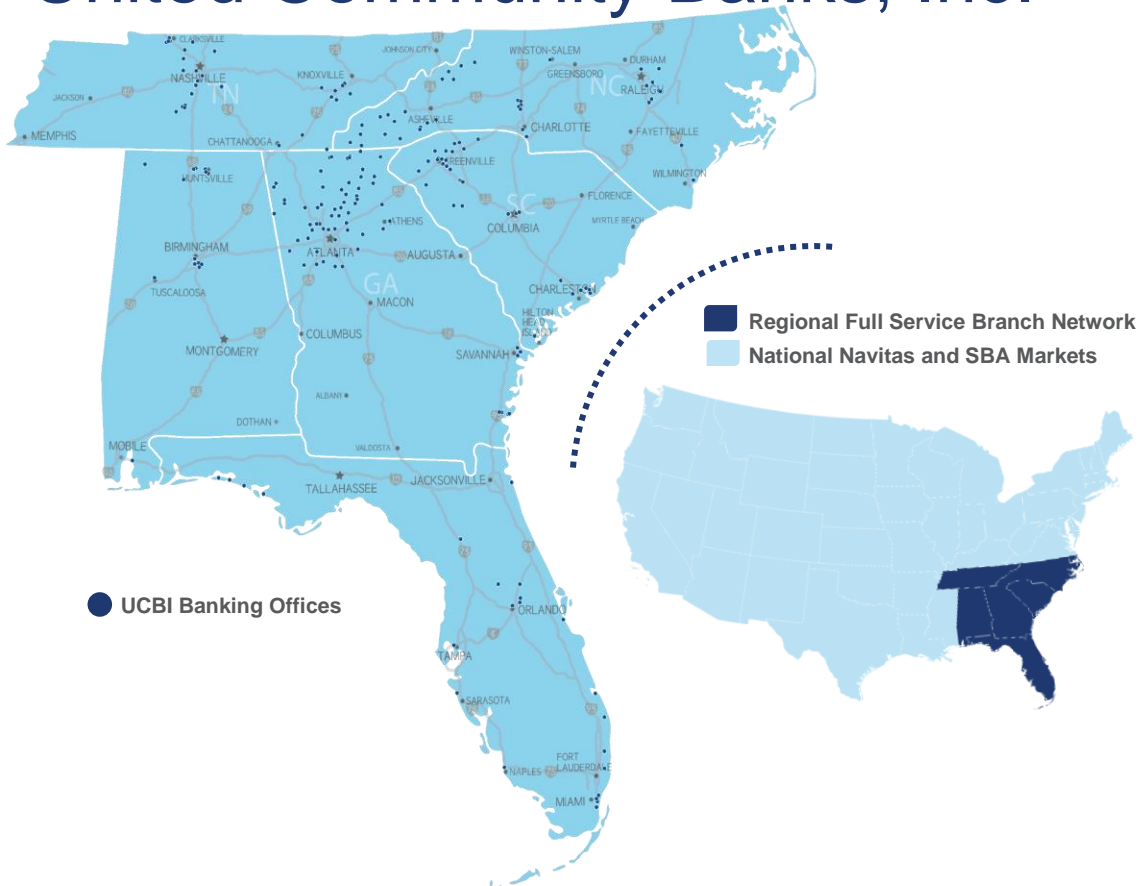 United Community Banks, Inc.
CLARKSVILLE
NASHVILLE
JACKSON
MEMPHIS
TN
KNOXVILLE
JOHNSON CITY
CHATTANOOGA
ASHEVILLE
WINSTON-SALEM
GREENSBORO
DURHAM
NC
RALEIGH
CHARLOTTE
FAYETTEVILLE
WILMINGTON
HUNTSVILLE
GREENVILLE
SC
FLORENCE
COLUMBIA
MYRTLE BEACH
ATHENS
BIRMINGHAM
ATLANTA
AUGUSTA
TUSCALOOSA
GA
MACON
CHARLESTON
HILTON
HEAD
ISLAND
COLUMBUS
MONTGOMERY
SAVANNAH
ALBANY
DOTHAN
VALDOSTA
MOBILE
TALLAHASSEE
JACKSONVILLE
ORLANDO
TAMPA
SARASOTA
FORT
LAUDERDALE
NAPLES
MIAMI
Regional Full Service Branch Network
National Navitas and SBA Markets
UCBI Banking Offices